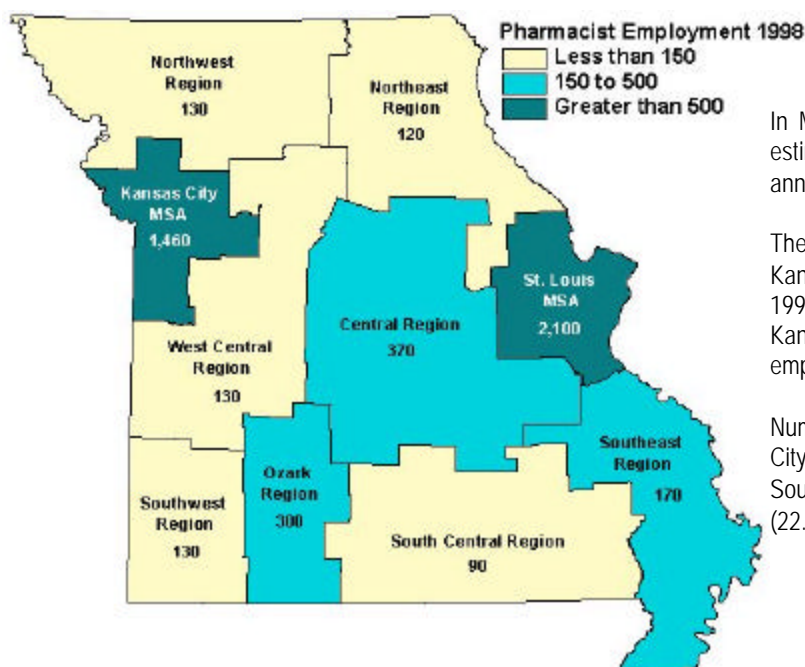 Pharmacist Employment 1998
Less than 150
150 to 500
Greater than 500
Northwest
Region
130
Northeast
Region
120
Kansas City
MSA
1,460
St. Louis
MSA
2,100
Central Region
370
West Central
Region
130
Southeast
Region
170
Ozark
Region
300
Southwest
Region
130
South Central Region
90
In
esti
ann
The
Kan
199
Kan
emp
Nur
City
Sou
(22.